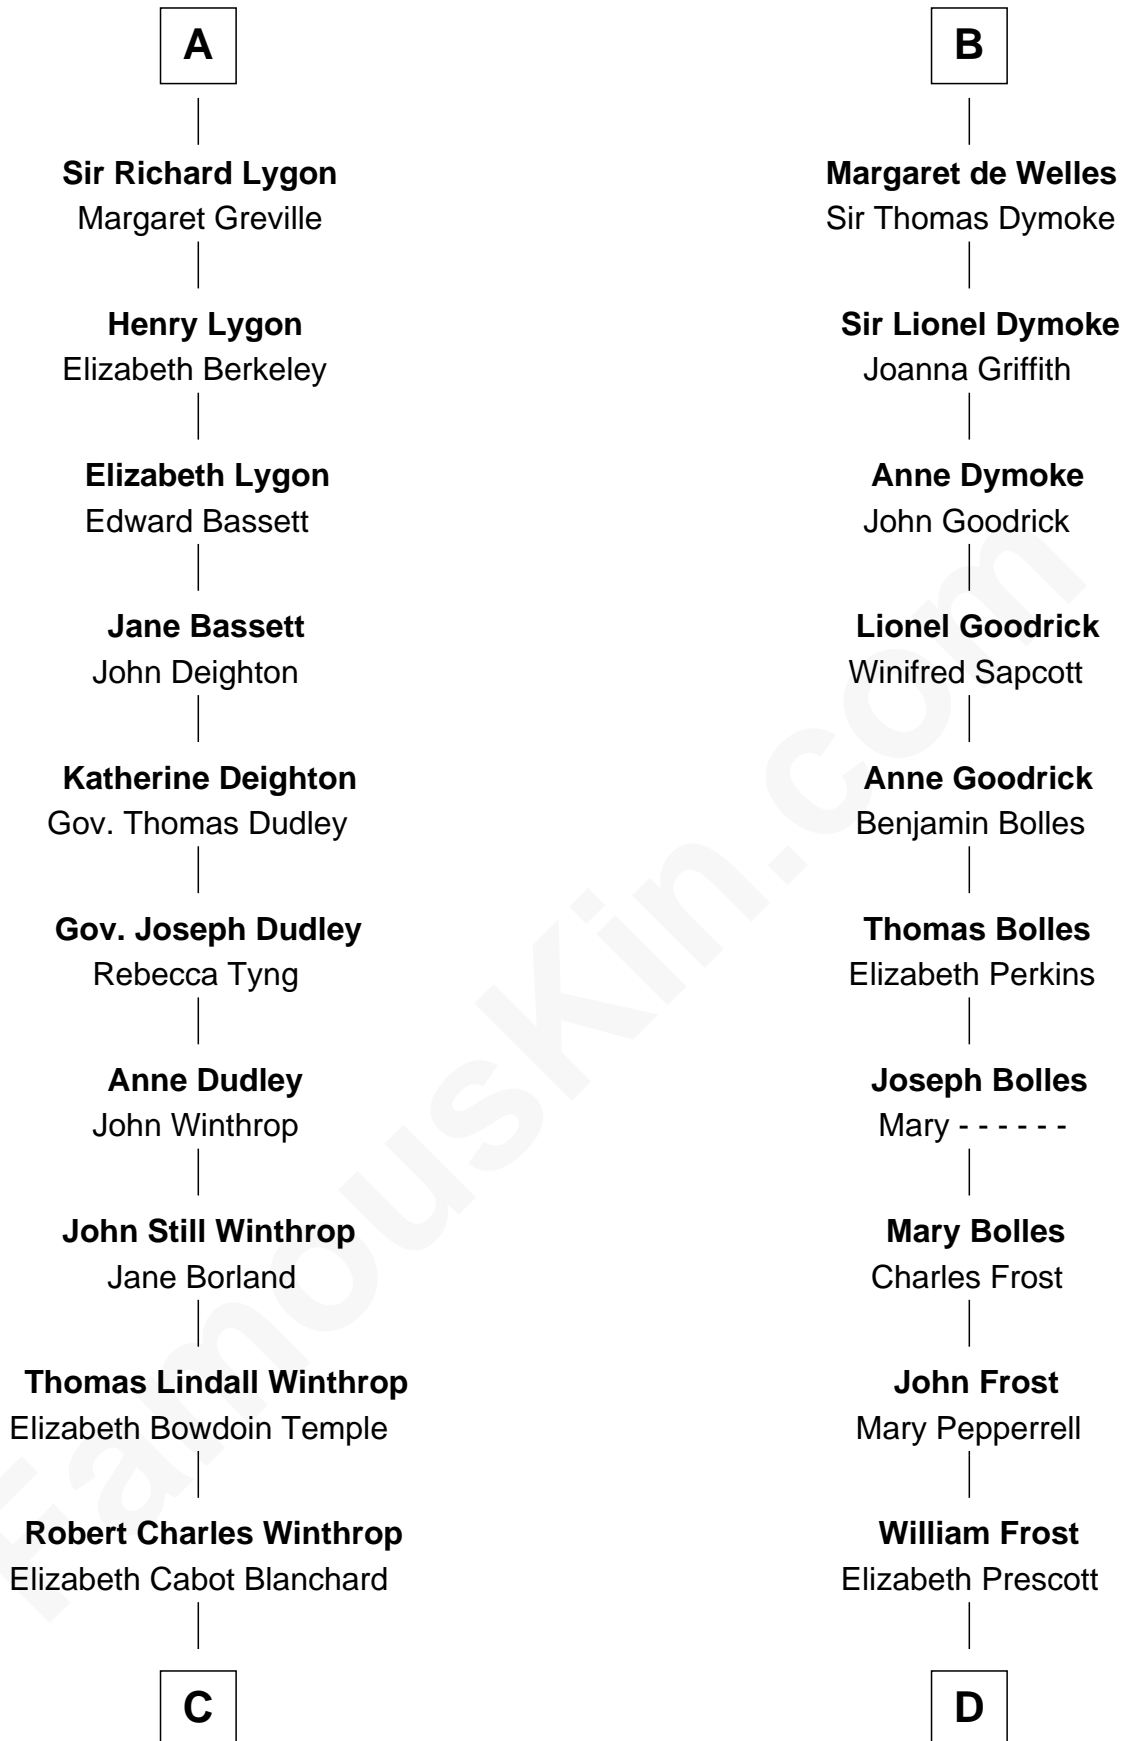 A
Sir Richard Lygon
Margaret Greville
Henry Lygon
Elizabeth Berkeley
Elizabeth Lygon
Edward Bassett
Jane Bassett
John Deighton
Katherine Deighton
Gov. Thomas Dudley
Gov. Joseph Dudley
Rebecca Tyng
Anne Dudley
John Winthrop
John Still Winthrop
Jane Borland
Thomas Lindall Winthrop
Elizabeth Bowdoin Temple
Robert Charles Winthrop
Elizabeth Cabot Blanchard
C
B
Margaret de Welles
Sir Thomas Dymoke
Sir Lionel Dymoke
Joanna Griffith
Anne Dymoke
John Goodrick
Lionel Goodrick
Winifred Sapcott
Anne Goodrick
Benjamin Bolles
Thomas Bolles
Elizabeth Perkins
Joseph Bolles
Mary - - - - - -
Mary Bolles
Charles Frost
John Frost
Mary Pepperrell
William Frost
Elizabeth Prescott
D
FamousKin.com